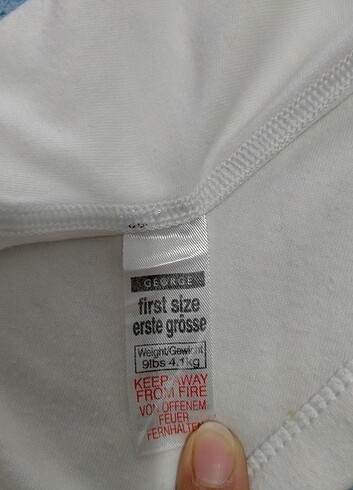 GEORGE
first size
erste grösse
Weight/Gewicht
9lbs 4.1kg
KEEP AWAY
FROM FIRE
VON OFFENEM
FEUER
FERNHALTEN